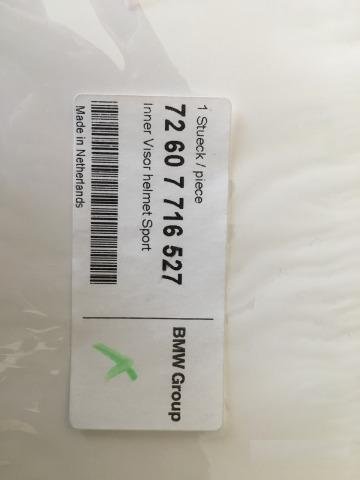 1 Stueck / piece
72 60 7 716 527
Inner Visor helmet Sport
Made in Netherlands
BMW Group